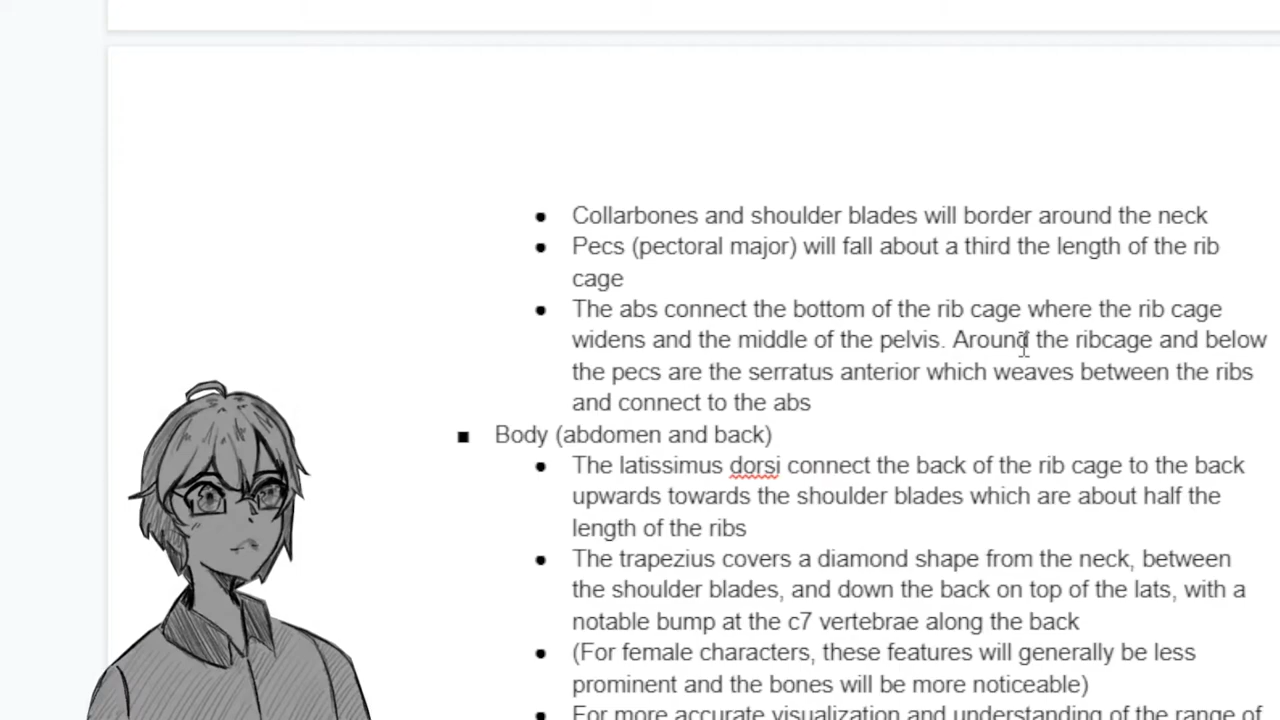 Collarbones and shoulder blades will border around the neck
Pecs (pectoral major) will fall about a third the length of the rib
cage
The abs connect the bottom of the rib cage where the rib cage
widens and the middle of the pelvis. Around the ribcage and below
the pecs are the serratus anterior which weaves between the ribs
and connect to the abs
Body (abdomen and back)
The latissimus dorsi connect the back of the rib cage to the back
upwards towards the shoulder blades which are about half the
length of the ribs
The trapezius covers a diamond shape from the neck, between
the shoulder blades, and down the back on top of the lats, with a
notable bump at the c7 vertebrae along the back
(For female characters, these features will generally be less
prominent and the bones will be more noticeable)
For more accurate visualization and understanding of the range of